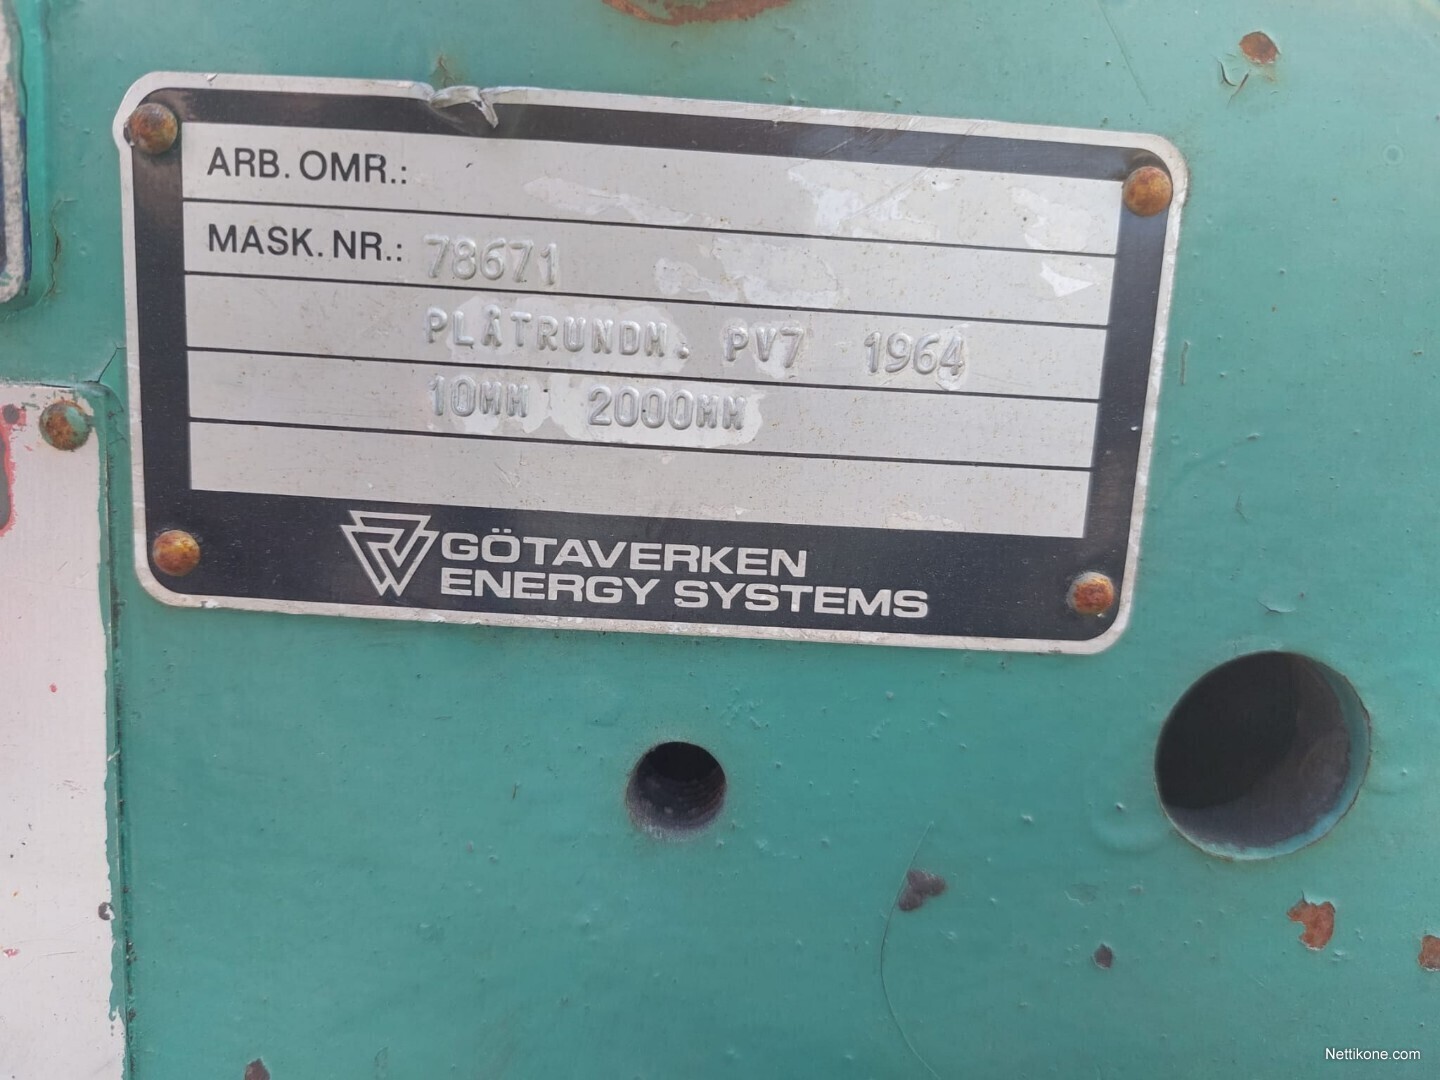 ARB. OMR.:
MASK. NR.: 78671
PLÅTRUNDM. PV7 1964
10MM 2000MM
GÖTAVERKEN
ENERGY SYSTEMS
Nettikone.com